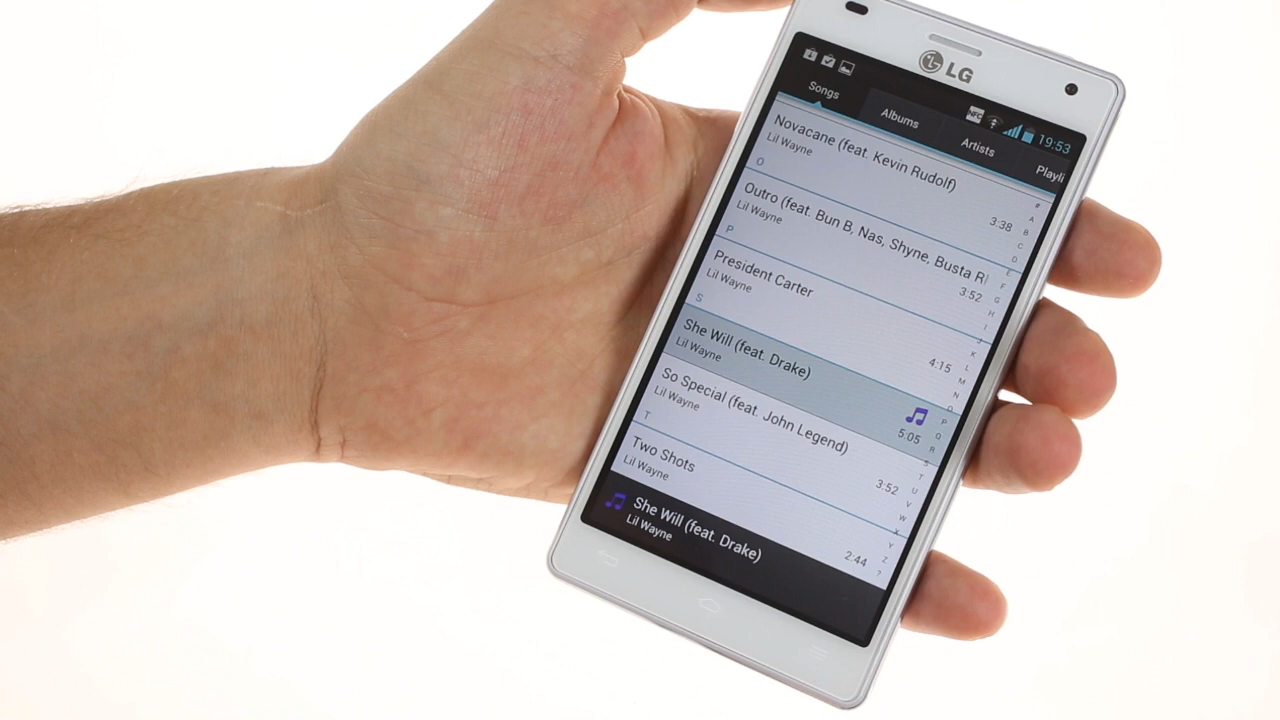 LG
NFC
19:53
Songs
Albums
Artists
Playli
Novacane (feat. Kevin Rudolf)
Lil Wayne
3:38
O
Outro (feat. Bun B, Nas, Shyne, Busta R
Lil Wayne
3:52
P
President Carter
Lil Wayne
4:15
S
She Will (feat. Drake)
Lil Wayne
5:05
So Special (feat. John Legend)
Lil Wayne
3:52
T
Two Shots
Lil Wayne
2:44
#
A
B
C
D
E
F
G
H
I
J
K
L
M
N
O
P
Q
R
S
T
U
V
W
X
Y
Z
?
She Will (feat. Drake)
Lil Wayne